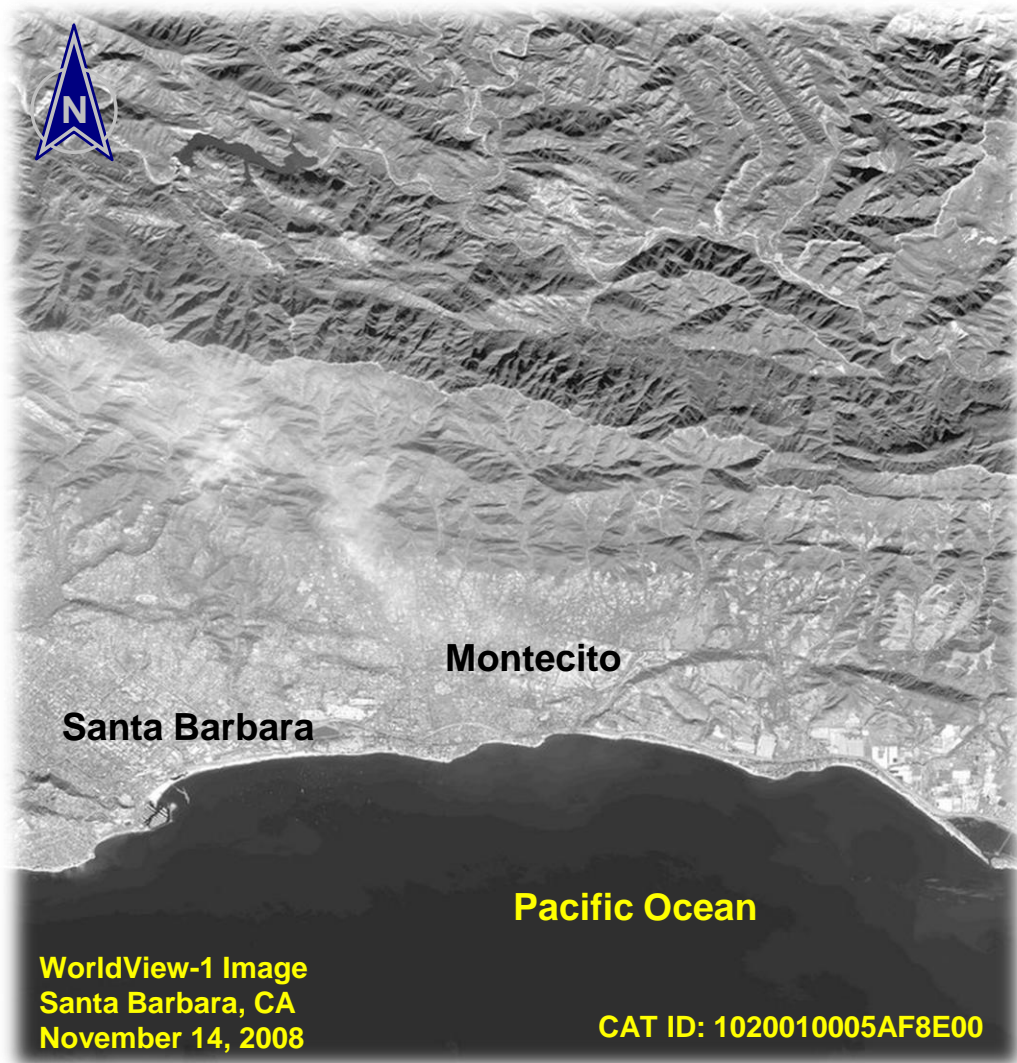 N
Montecito
Santa Barbara
Pacific Ocean
WorldView-1 Image
Santa Barbara, CA
November 14, 2008
CAT ID: 1020010005AF8E00